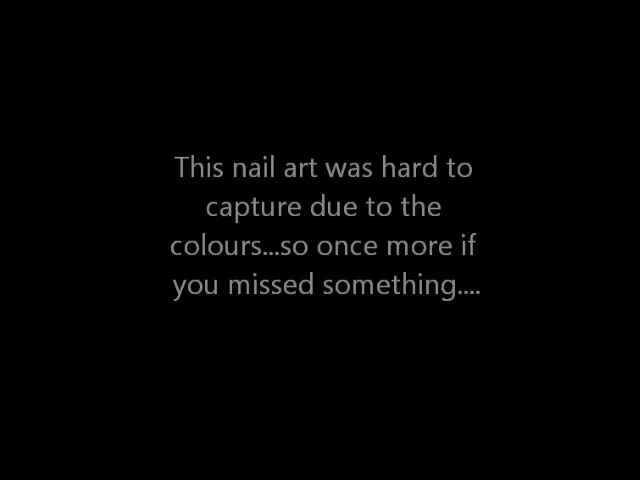 This nail art was hard to
capture due to the
colours...so once more if
you missed something....